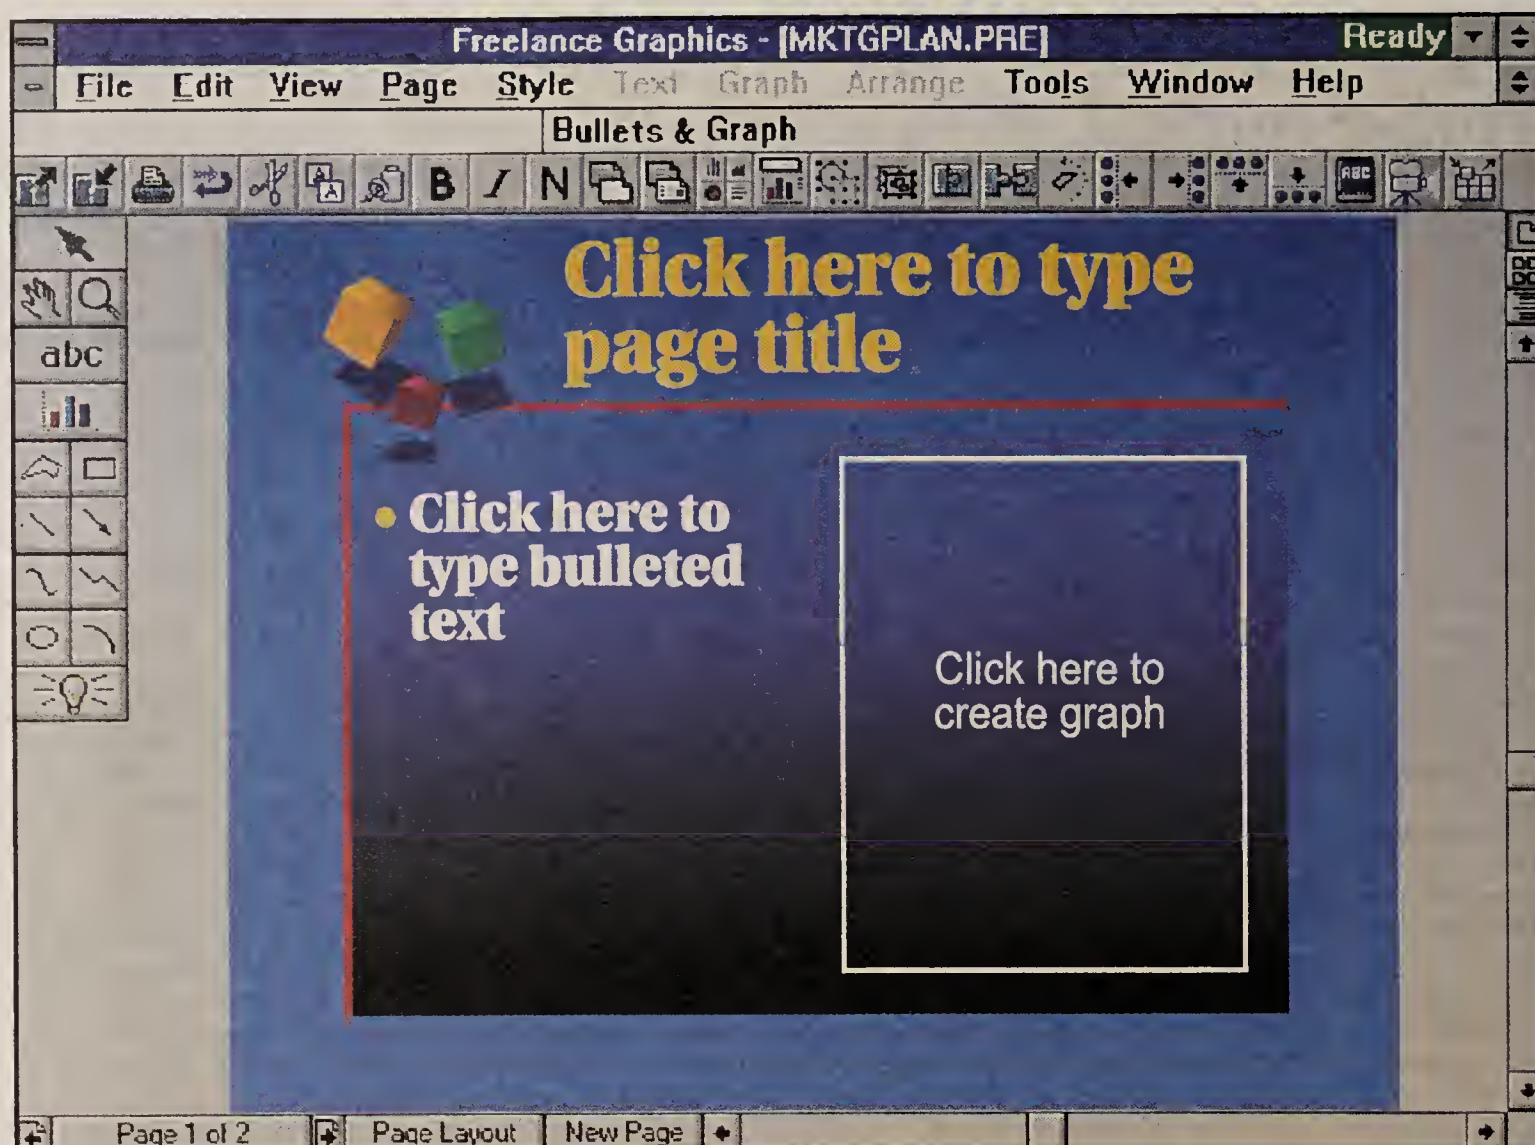 Freelance Graphics - [MKTGPLAN.PRE]
Ready
File Edit View Page Style Text Graph Arrange Tools Window Help
Bullets & Graph
B I N
ABC
abc
Click here to type
page title
• Click here to
type bulleted
text
Click here to
create graph
Page 1 of 2 Page Layout New Page